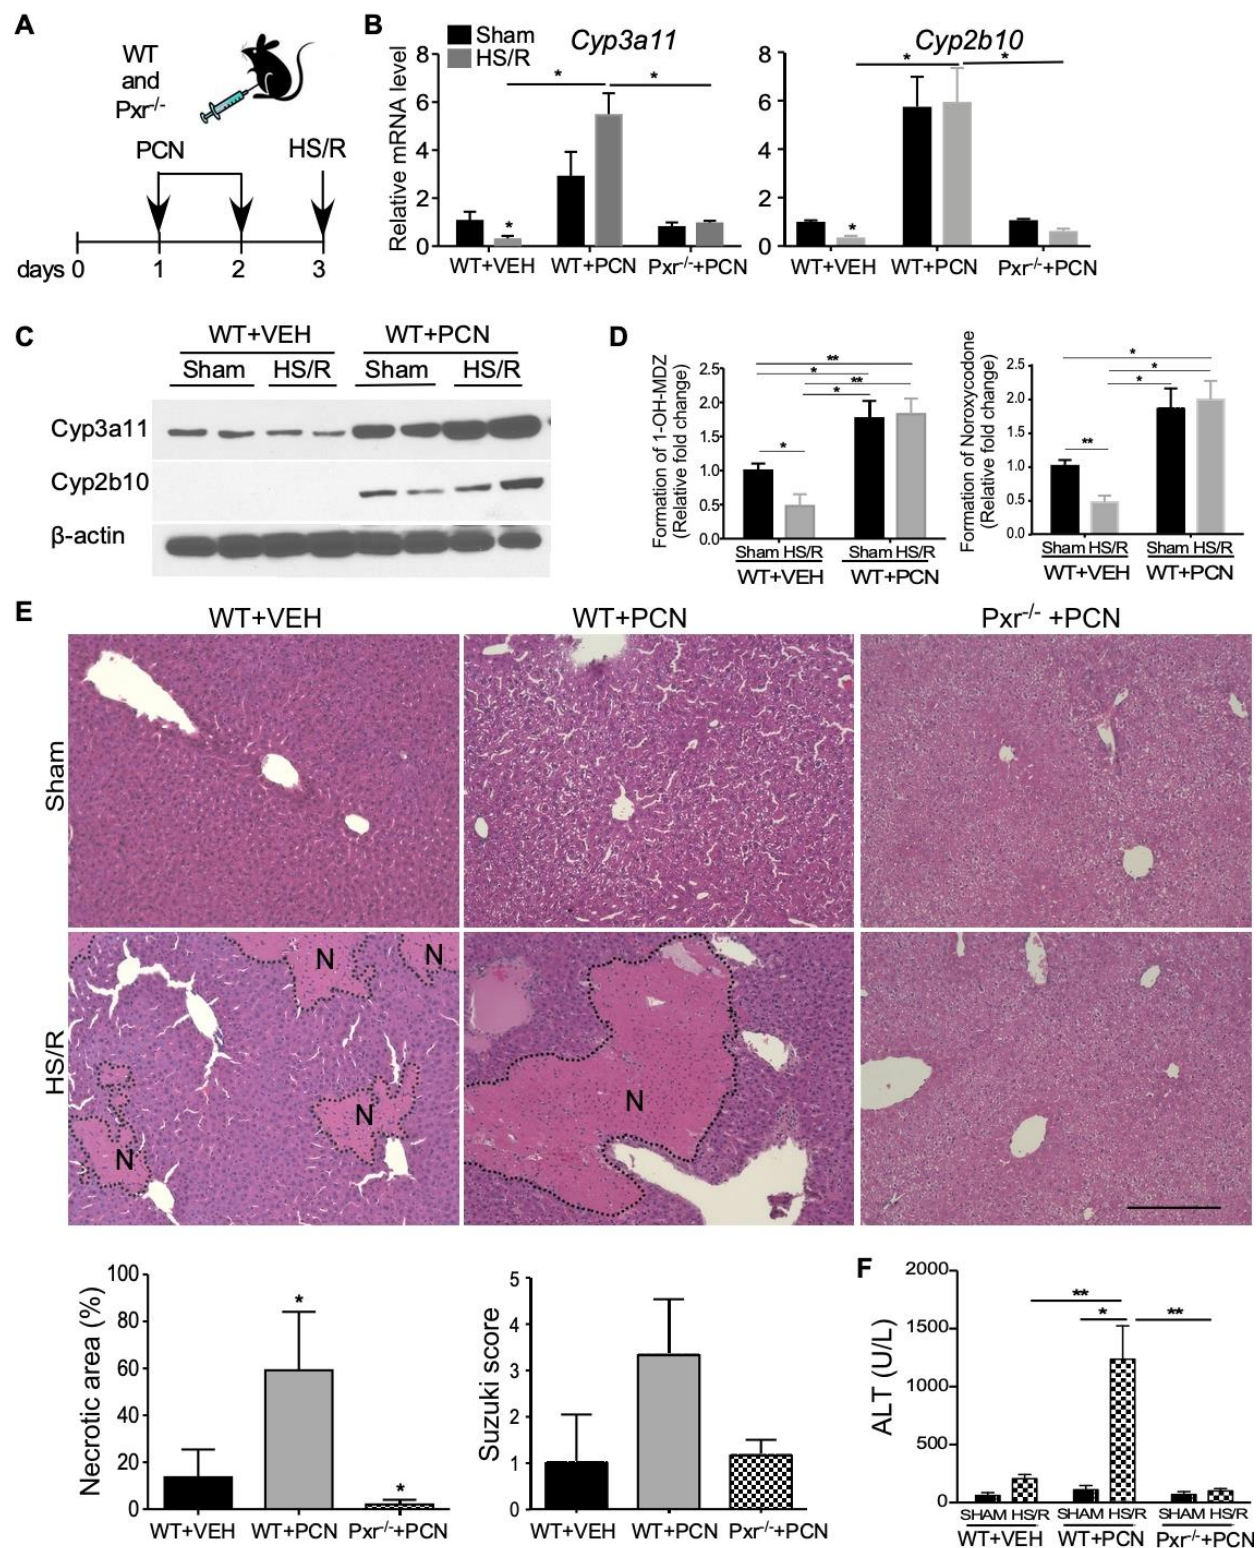 A
WT
and
Pxr-/-
PCN
HS/R
days 0 1 2 3
B
Sham
HS/R
Cyp3a11
Relative mRNA level
8
6
4
2
0
*
*
*
WT+VEH WT+PCN Pxr-/-+PCN
Cyp2b10
8
6
4
2
0
*
*
*
WT+VEH WT+PCN Pxr-/-+PCN
C
WT+VEH WT+PCN
Sham HS/R Sham HS/R
Cyp3a11
Cyp2b10
β-actin
D
Formation of 1-OH-MDZ
(Relative fold change)
2.5
2.0
1.5
1.0
0.5
0.0
**
*
**
*
*
Sham HS/R Sham HS/R
WT+VEH WT+PCN
Formation of Noroxycodone
(Relative fold change)
2.5
2.0
1.5
1.0
0.5
0.0
*
*
*
**
Sham HS/R Sham HS/R
WT+VEH WT+PCN
E
WT+VEH WT+PCN Pxr-/- +PCN
Sham
HS/R
N
N
N
N
N
Necrotic area (%)
100
80
60
40
20
0
*
*
WT+VEH WT+PCN Pxr-/-+PCN
Suzuki score
5
4
3
2
1
0
WT+VEH WT+PCN Pxr-/-+PCN
F
ALT (U/L)
2000
1500
1000
500
0
**
*
**
SHAM HS/R SHAM HS/R SHAM HS/R
WT+VEH WT+PCN Pxr-/-+PCN